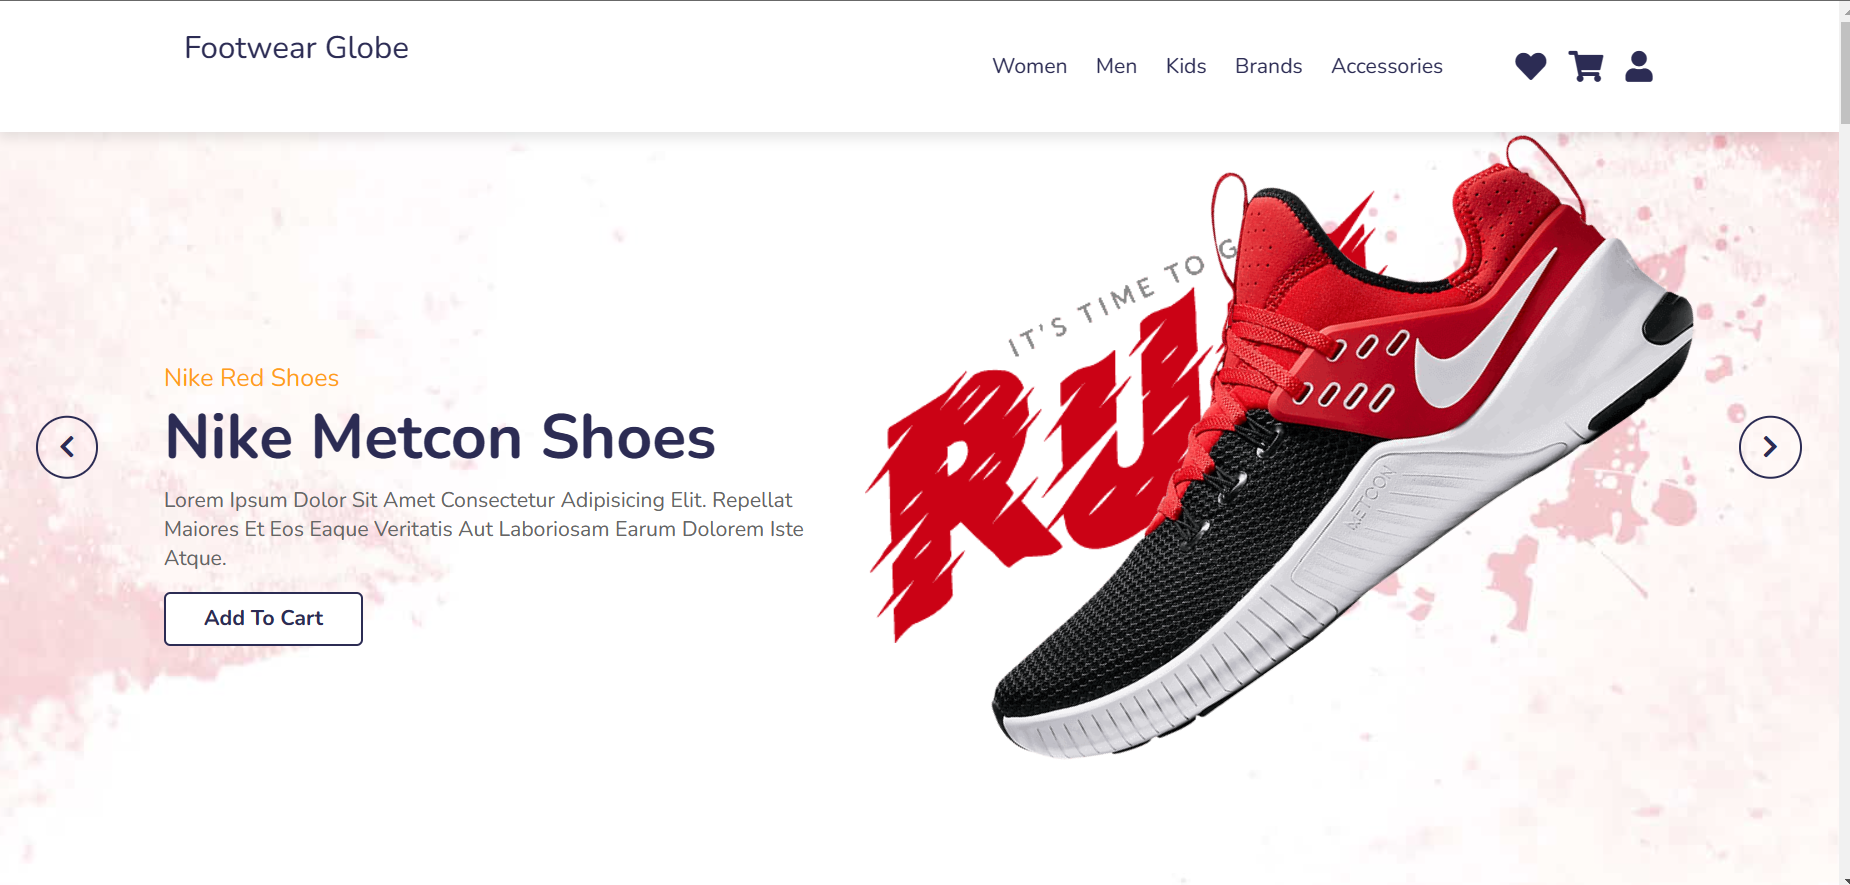 Footwear Globe
Women Men Kids Brands Accessories
IT'S TIME TO G
RU
Nike Red Shoes
Nike Metcon Shoes
Lorem Ipsum Dolor Sit Amet Consectetur Adipisicing Elit. Repellat
Maiores Et Eos Eaque Veritatis Aut Laboriosam Earum Dolorem Iste
Atque.
Add To Cart
METCON